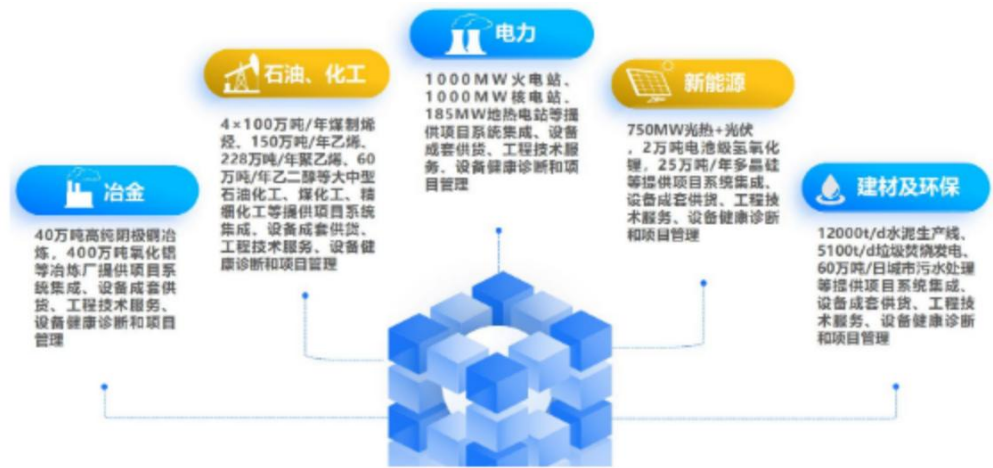 冶金
40万吨高纯阴极铜冶
炼，400万吨氧化铝
等冶炼厂提供项目系
统集成、设备成套供
货、工程技术服务、
设备健康诊断和项目
管理
石油、化工
4×100万吨/年煤制烯
烃、150万吨/年乙烯、
228万吨/年聚乙烯、60
万吨/年乙二醇等大中型
石油化工、煤化工、精
细化工等提供项目系统
集成、设备成套供货、
工程技术服务、设备健
康诊断和项目管理
电力
1000MW火电站、
1000MW核电站、
185MW地热电站等提
供项目系统集成、设备
成套供货、工程技术服
务、设备健康诊断和项
目管理
新能源
750MW光热+光伏
，2万吨电池级氢氧化
锂，25万吨/年多晶硅
等提供项目系统集成、
设备成套供货、工程技
术服务、设备健康诊断
和项目管理
建材及环保
12000t/d水泥生产线、
5100t/d垃圾焚烧发电、
60万吨/日城市污水处理
等提供项目系统集成、
设备成套供货、工程技
术服务、设备健康诊断
和项目管理